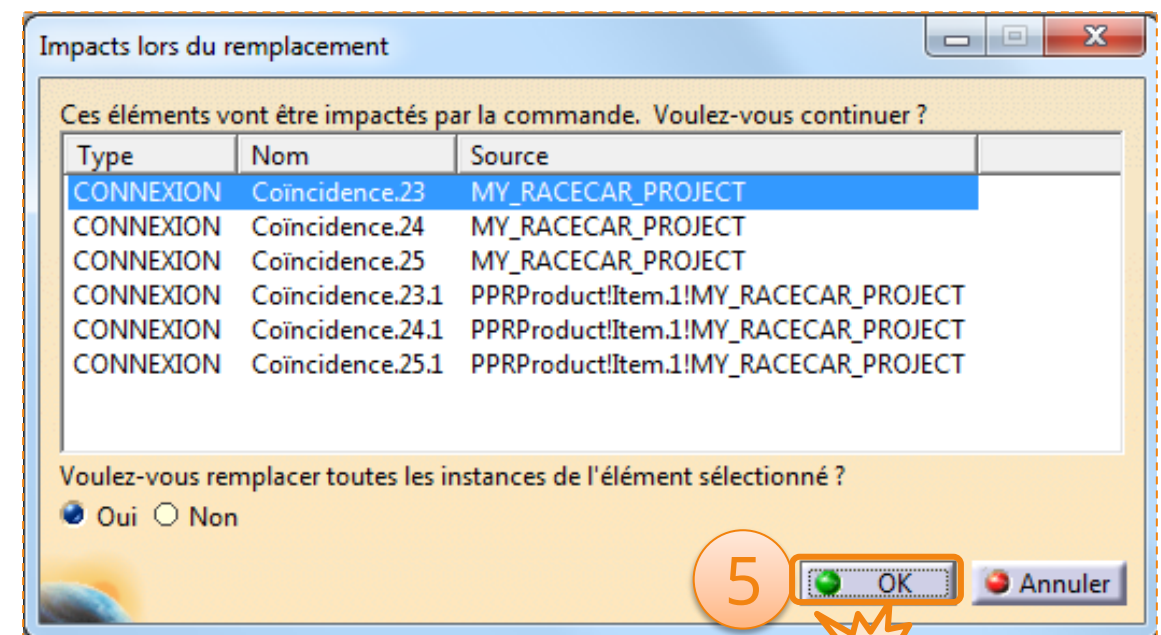 Impacts lors du remplacement
Ces éléments vont être impactés par la commande. Voulez-vous continuer ?
Type Nom Source
CONNEXION Coïncidence.23 MY_RACECAR_PROJECT
CONNEXION Coïncidence.24 MY_RACECAR_PROJECT
CONNEXION Coïncidence.25 MY_RACECAR_PROJECT
CONNEXION Coïncidence.23.1 PPRProduct!Item.1!MY_RACECAR_PROJECT
CONNEXION Coïncidence.24.1 PPRProduct!Item.1!MY_RACECAR_PROJECT
CONNEXION Coïncidence.25.1 PPRProduct!Item.1!MY_RACECAR_PROJECT
Voulez-vous remplacer toutes les instances de l'élément sélectionné ?
Oui Non
5 OK Annuler